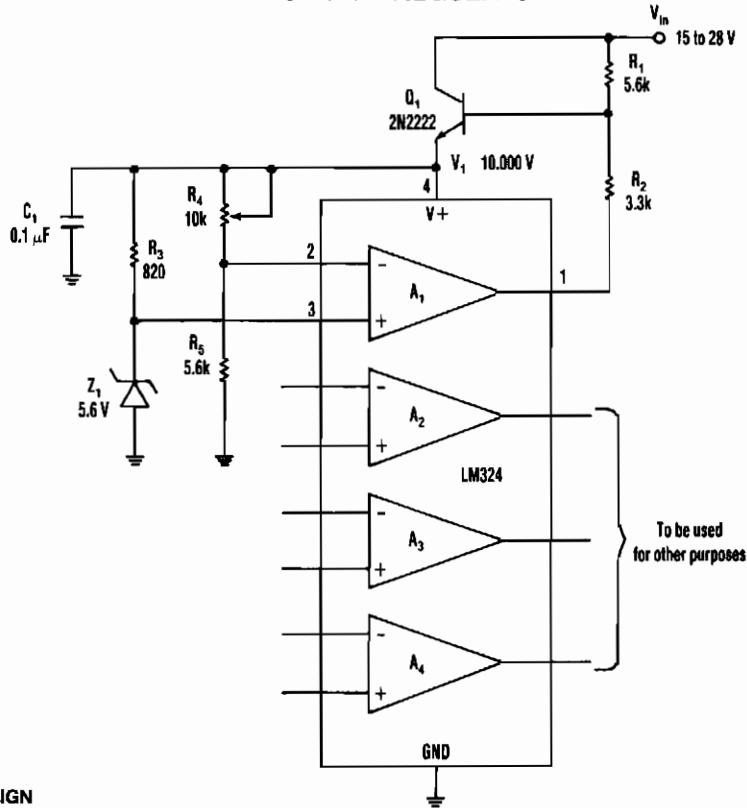 V_in
15 to 28 V
R1
5.6k
Q1
2N2222
V1 10.000 V
R2
3.3k
4
V+
C1
0.1 µF
R4
10k
R3
820
2
-
A1
1
3
+
R5
5.6k
Z1
5.6 V
-
A2
+
LM324
-
A3
+
To be used
for other purposes
-
A4
+
GND
IGN